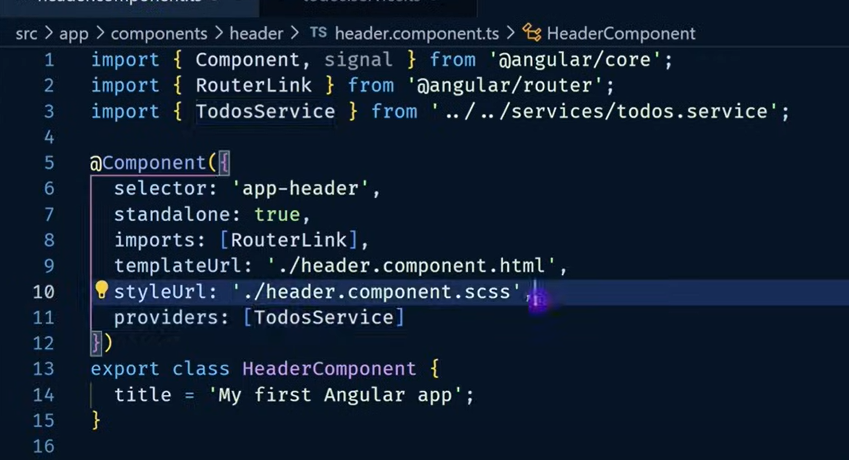 src > app > components > header > TS header.component.ts > HeaderComponent
1 import { Component, signal } from '@angular/core';
2 import { RouterLink } from '@angular/router';
3 import { TodosService } from '../../services/todos.service';
4
5 @Component({
6 selector: 'app-header',
7 standalone: true,
8 imports: [RouterLink],
9 templateUrl: './header.component.html',
10 styleUrl: './header.component.scss',
11 providers: [TodosService]
12 })
13 export class HeaderComponent {
14 title = 'My first Angular app';
15 }
16